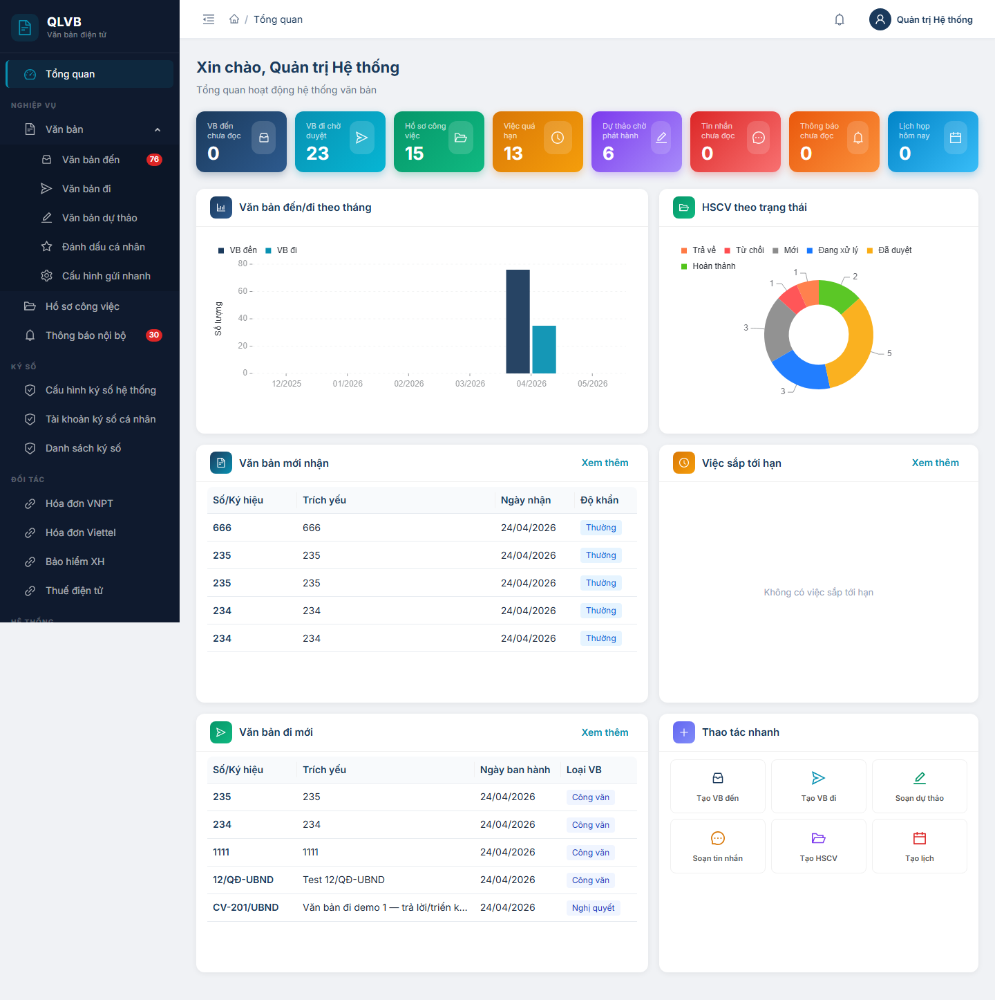 QLVB
Văn bản điện tử
Tổng quan
NGHIỆP VỤ
Văn bản
Văn bản đến
76
Văn bản đi
Văn bản dự thảo
Đánh dấu cá nhân
Cấu hình gửi nhanh
Hồ sơ công việc
Thông báo nội bộ
30
KÝ SỐ
Cấu hình ký số hệ thống
Tài khoản ký số cá nhân
Danh sách ký số
ĐỐI TÁC
Hóa đơn VNPT
Hóa đơn Viettel
Bảo hiểm XH
Thuế điện tử
HỆ THỐNG
/ Tổng quan
Quản trị Hệ thống
Xin chào, Quản trị Hệ thống
Tổng quan hoạt động hệ thống văn bản
VB đến
chưa đọc
0
VB đi chờ
duyệt
23
Hồ sơ công
việc
15
Việc quá
hạn
13
Dự thảo chờ
phát hành
6
Tin nhắn
chưa đọc
0
Thông báo
chưa đọc
0
Lịch họp
hôm nay
0
Văn bản đến/đi theo tháng
VB đến
VB đi
Số lượng
80
60
40
20
0
12/2025
01/2026
02/2026
03/2026
04/2026
05/2026
HSCV theo trạng thái
Trả về
Từ chối
Mới
Đang xử lý
Đã duyệt
Hoàn thành
1
2
1
3
5
3
Văn bản mới nhận
Xem thêm
Số/Ký hiệu Trích yếu Ngày nhận Độ khẩn
666 666 24/04/2026 Thường
235 235 24/04/2026 Thường
235 235 24/04/2026 Thường
234 234 24/04/2026 Thường
234 234 24/04/2026 Thường
Việc sắp tới hạn
Xem thêm
Không có việc sắp tới hạn
Văn bản đi mới
Xem thêm
Số/Ký hiệu Trích yếu Ngày ban hành Loại VB
235 235 24/04/2026 Công văn
234 234 24/04/2026 Công văn
1111 1111 24/04/2026 Công văn
12/QĐ-UBND Test 12/QĐ-UBND 24/04/2026 Công văn
CV-201/UBND Văn bản đi demo 1 — trả lời/triển k... 24/04/2026 Nghị quyết
Thao tác nhanh
Tạo VB đến
Tạo VB đi
Soạn dự thảo
Soạn tin nhắn
Tạo HSCV
Tạo lịch